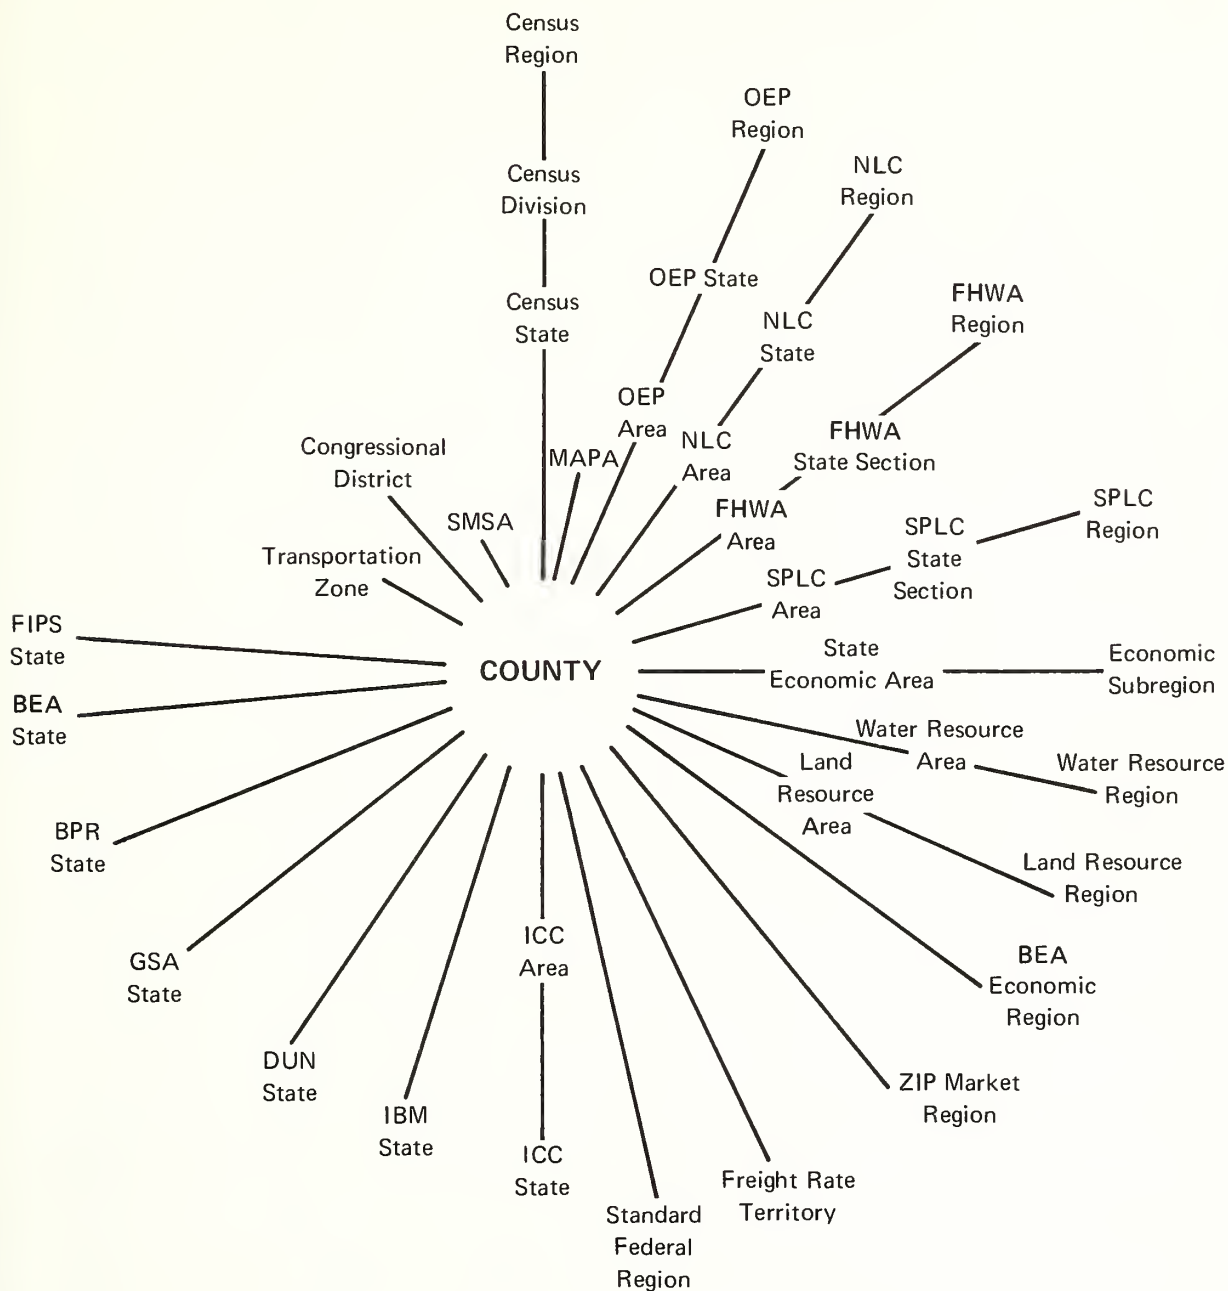 Census
Region
OEP
Region
NLC
Region
Census
Division
OEP State
Census
State
NLC
State
FHWA
Region
OEP
Area
NLC
Area
FHWA
State Section
Congressional
District
MAPA
SMSA
FHWA
Area
SPLC
State
Section
SPLC
Region
Transportation
Zone
SPLC
Area
FIPS
State
COUNTY
State
Economic Area
Economic
Subregion
BEA
State
Water Resource
Area
Water Resource
Region
Land
Resource
Area
BPR
State
Land Resource
Region
GSA
State
ICC
Area
BEA
Economic
Region
DUN
State
IBM
State
ZIP Market
Region
ICC
State
Freight Rate
Territory
Standard
Federal
Region